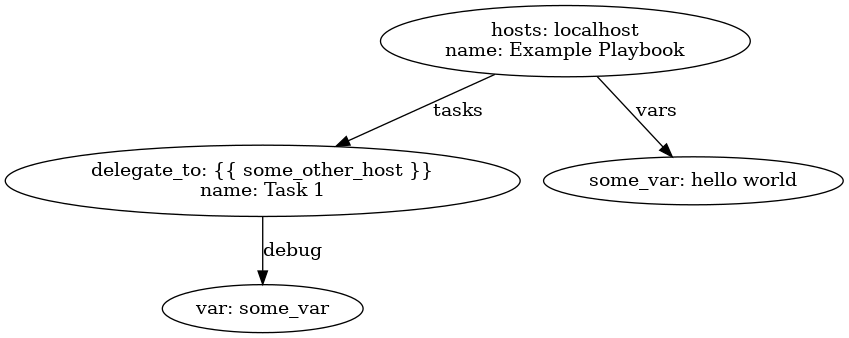 hosts: localhost
name: Example Playbook
tasks
vars
delegate_to: {{ some_other_host }}
name: Task 1
some_var: hello world
debug
var: some_var